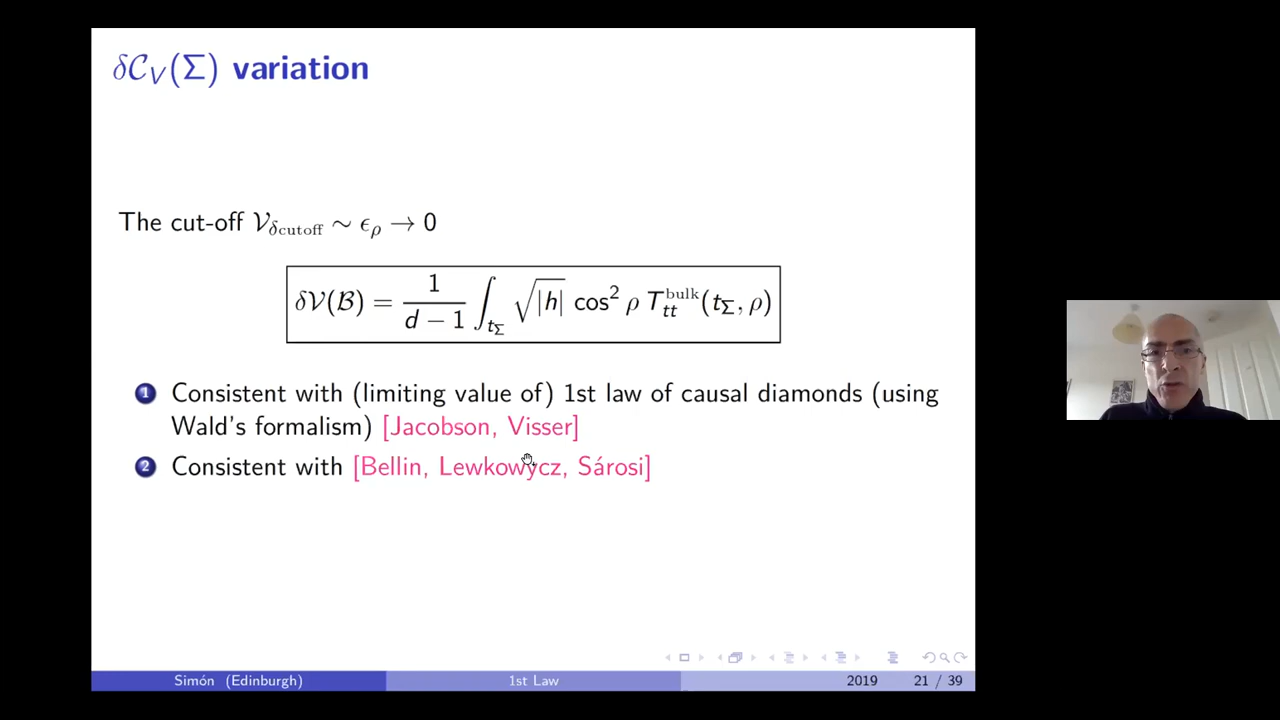 δ𝒞_V(Σ) variation
The cut-off 𝒱_δcutoff ∼ ϵ_ρ → 0
δ𝒱(ℬ) = 1/(d − 1) ∫_{t_Σ} √|h| cos² ρ T_tt^bulk(t_Σ, ρ)
1 Consistent with (limiting value of) 1st law of causal diamonds (using
Wald's formalism) [Jacobson, Visser]
2 Consistent with [Bellin, Lewkowycz, Sárosi]
Simón (Edinburgh) 1st Law 2019 21 / 39